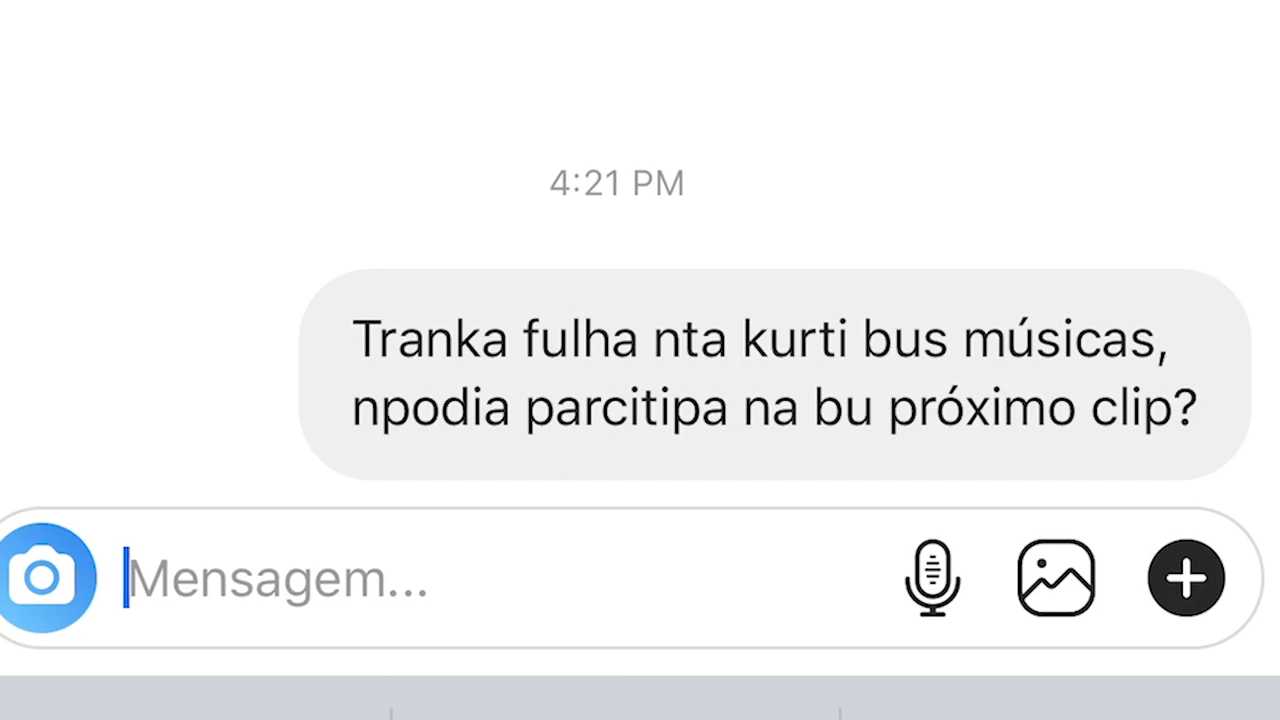 4:21 PM
Tranka fulha nta kurti bus músicas,
npodia parcitipa na bu próximo clip?
Mensagem...